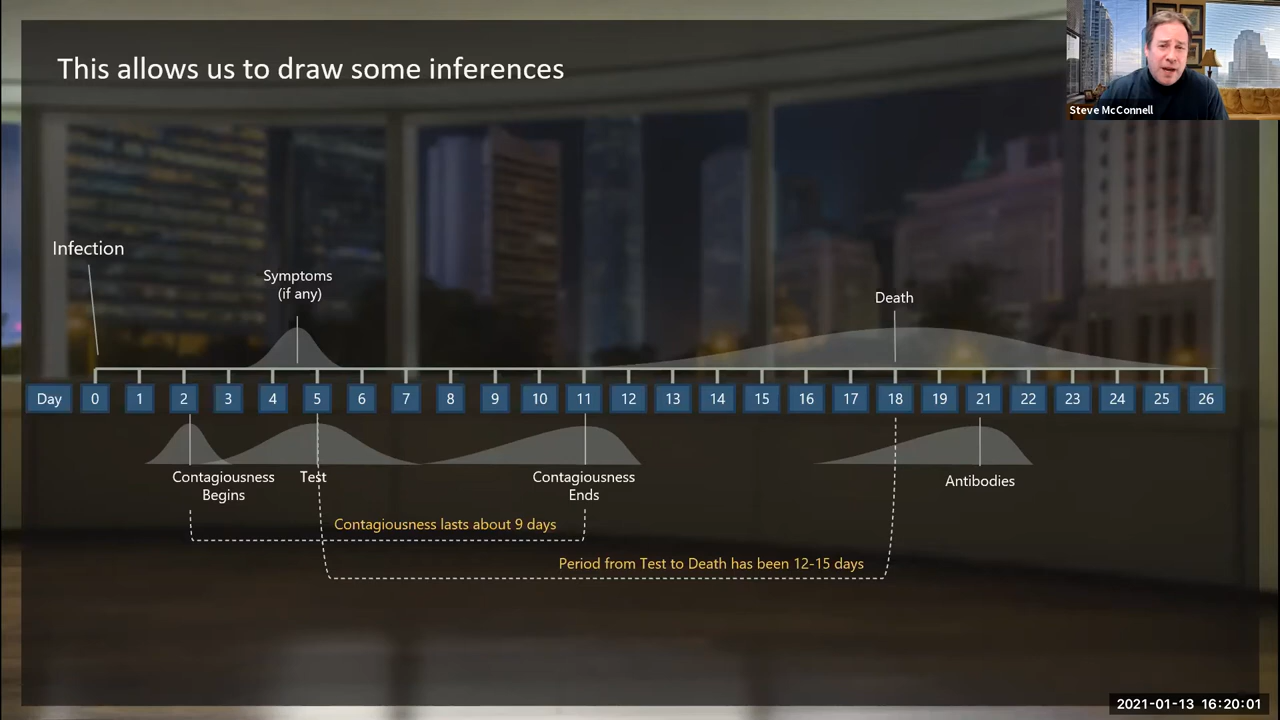 This allows us to draw some inferences
Steve McConnell
Infection
Symptoms
(if any)
Death
Day 0 1 2 3 4 5 6 7 8 9 10 11 12 13 14 15 16 17 18 19 21 22 23 24 25 26
Contagiousness
Begins
Test
Contagiousness
Ends
Antibodies
Contagiousness lasts about 9 days
Period from Test to Death has been 12-15 days
2021-01-13 16:20:01